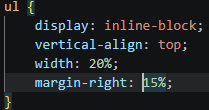 ul {
display: inline-block;
vertical-align: top;
width: 20%;
margin-right: 15%;
}